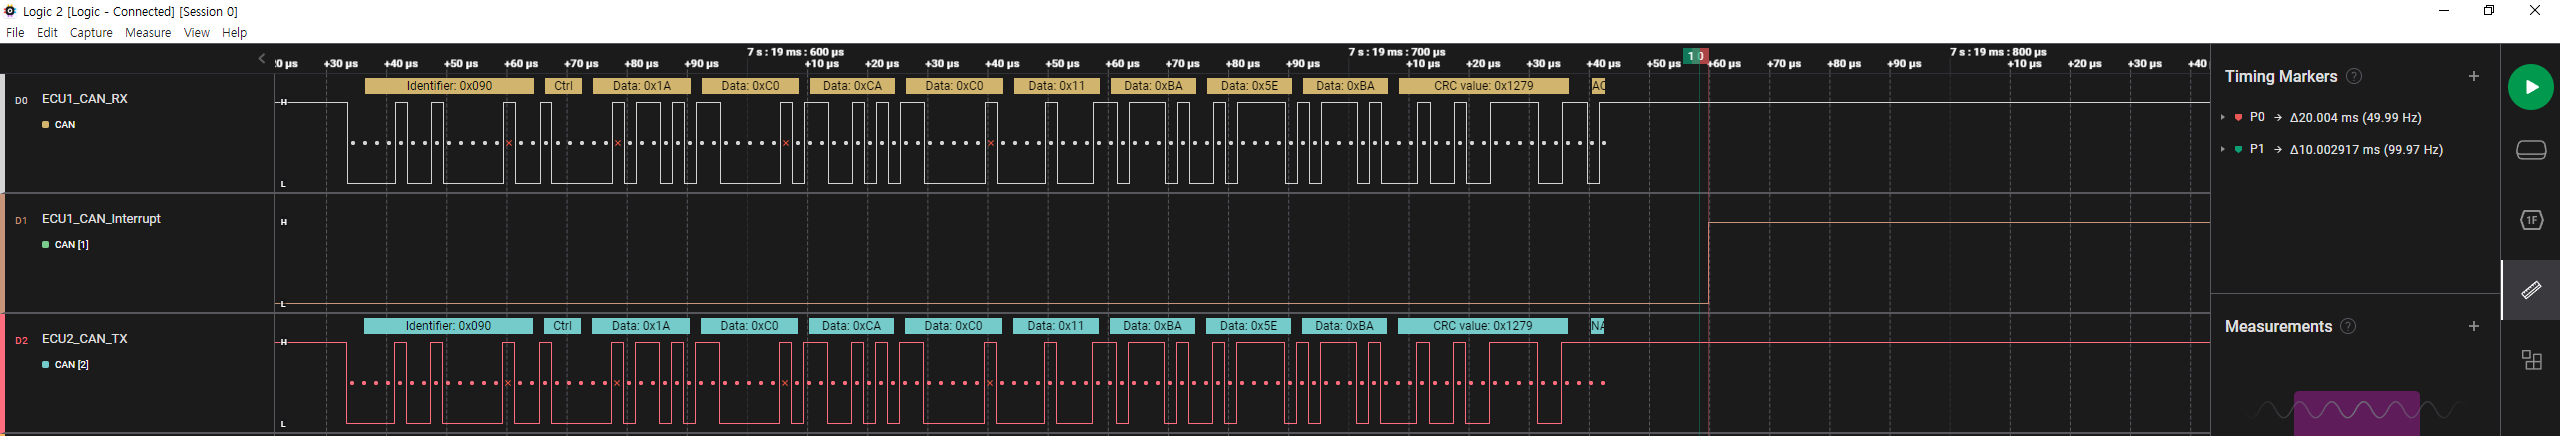 Logic 2 [Logic - Connected] [Session 0]
File Edit Capture Measure View Help
7 s : 19 ms : 600 µs 7 s : 19 ms : 700 µs 7 s : 19 ms : 800 µs
20 µs +30 µs +40 µs +50 µs +60 µs +70 µs +80 µs +90 µs +10 µs +20 µs +30 µs +40 µs +50 µs +60 µs +70 µs +80 µs +90 µs +10 µs +20 µs +30 µs +40 µs +50 µs +60 µs +70 µs +80 µs +90 µs +10 µs +20 µs +30 µs +40
1 0
D0 ECU1_CAN_RX
CAN
H
L
Identifier: 0x090 Ctrl Data: 0x1A Data: 0xC0 Data: 0xCA Data: 0xC0 Data: 0x11 Data: 0xBA Data: 0x5E Data: 0xBA CRC value: 0x1279 AC
D1 ECU1_CAN_Interrupt
CAN [1]
H
L
D2 ECU2_CAN_TX
CAN [2]
H
L
Identifier: 0x090 Ctrl Data: 0x1A Data: 0xC0 Data: 0xCA Data: 0xC0 Data: 0x11 Data: 0xBA Data: 0x5E Data: 0xBA CRC value: 0x1279 NA
Timing Markers ? +
P0 → Δ20.004 ms (49.99 Hz)
P1 → Δ10.002917 ms (99.97 Hz)
Measurements ? +
1F